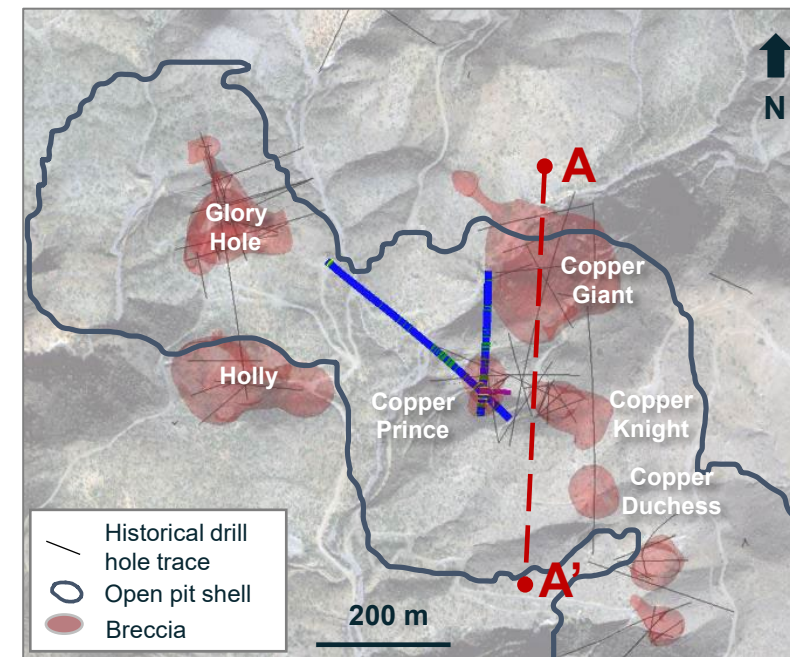 N
A
Glory
Hole
Copper
Giant
Holly
Copper
Prince
Copper
Knight
Copper
Duchess
Historical drill
hole trace
Open pit shell
Breccia
A’
200 m